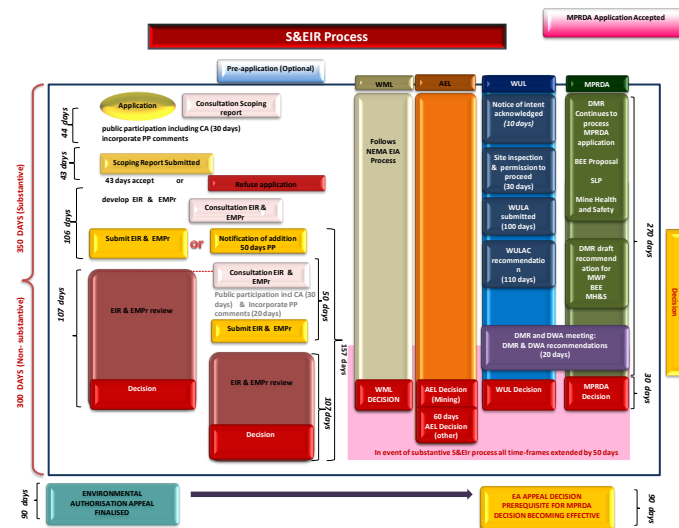 MPRDA Application Accepted
S&EIR Process
Pre-application (Optional)
WML
AEL
WUL
MPRDA
350 DAYS (Substantive)
300 DAYS (Non- substantive)
44 days
Application
Consultation Scoping
report
public participation including CA (30 days)
incorporate PP comments
43 days
Scoping Report Submitted
43 days accept or
Refuse application
develop EIR & EMPr
Consultation EIR &
EMPr
106 days
Submit EIR & EMPr
or
Notification of addition
50 days PP
Consultation EIR &
EMPr
Public participation incl CA (30
days) & Incorporate PP
comments (20 days)
Submit EIR & EMPr
50 days
107 days
EIR & EMPr review
Decision
EIR & EMPr review
Decision
107 days
157
days
Follows
NEMA EIA
Process
WML
DECISION
AEL Decision
(Mining)
60 days
AEL Decision
(other)
Notice of intent
acknowledged
(10 days)
Site inspection
& permission to
proceed
(30 days)
WULA
submitted
(100 days)
WULAC
recommendatio
n
(110 days)
DMR
Continues to
process
MPRDA
application
BEE Proposal
SLP
Mine Health and
Safety
DMR draft
recommendation
for
MWP
BEE
MH&S
DMR and DWA meeting:
DMR & DWA recommendations
(20 days)
WUL Decision
MPRDA
Decision
270 days
30 days
Decision
In event of substantive S&EIr process all time-frames extended by 50 days
90 days
ENVIRONMENTAL
AUTHORISATION APPEAL
FINALISED
EA APPEAL DECISION
PREREQUISITE FOR MPRDA
DECISION BECOMING EFFECTIVE
90 days